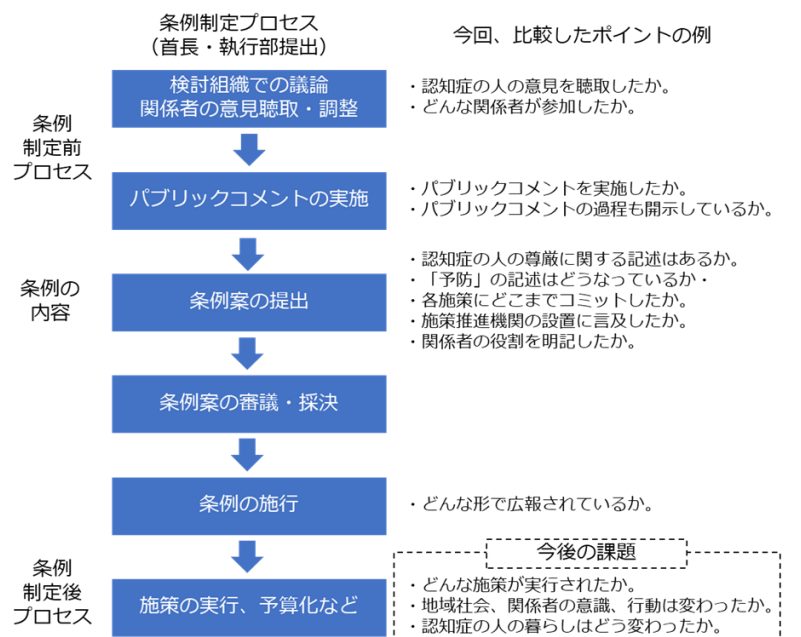 条例制定プロセス
（首長・執行部提出）
今回、比較したポイントの例
条例
制定前
プロセス
検討組織での議論
関係者の意見聴取・調整
・認知症の人の意見を聴取したか。
・どんな関係者が参加したか。
パブリックコメントの実施
・パブリックコメントを実施したか。
・パブリックコメントの過程も開示しているか。
条例の
内容
条例案の提出
・認知症の人の尊厳に関する記述はあるか。
・「予防」の記述はどうなっているか・
・各施策にどこまでコミットしたか。
・施策推進機関の設置に言及したか。
・関係者の役割を明記したか。
条例案の審議・採決
条例の施行
・どんな形で広報されているか。
条例
制定後
プロセス
施策の実行、予算化など
今後の課題
・どんな施策が実行されたか。
・地域社会、関係者の意識、行動は変わったか。
・認知症の人の暮らしはどう変わったか。